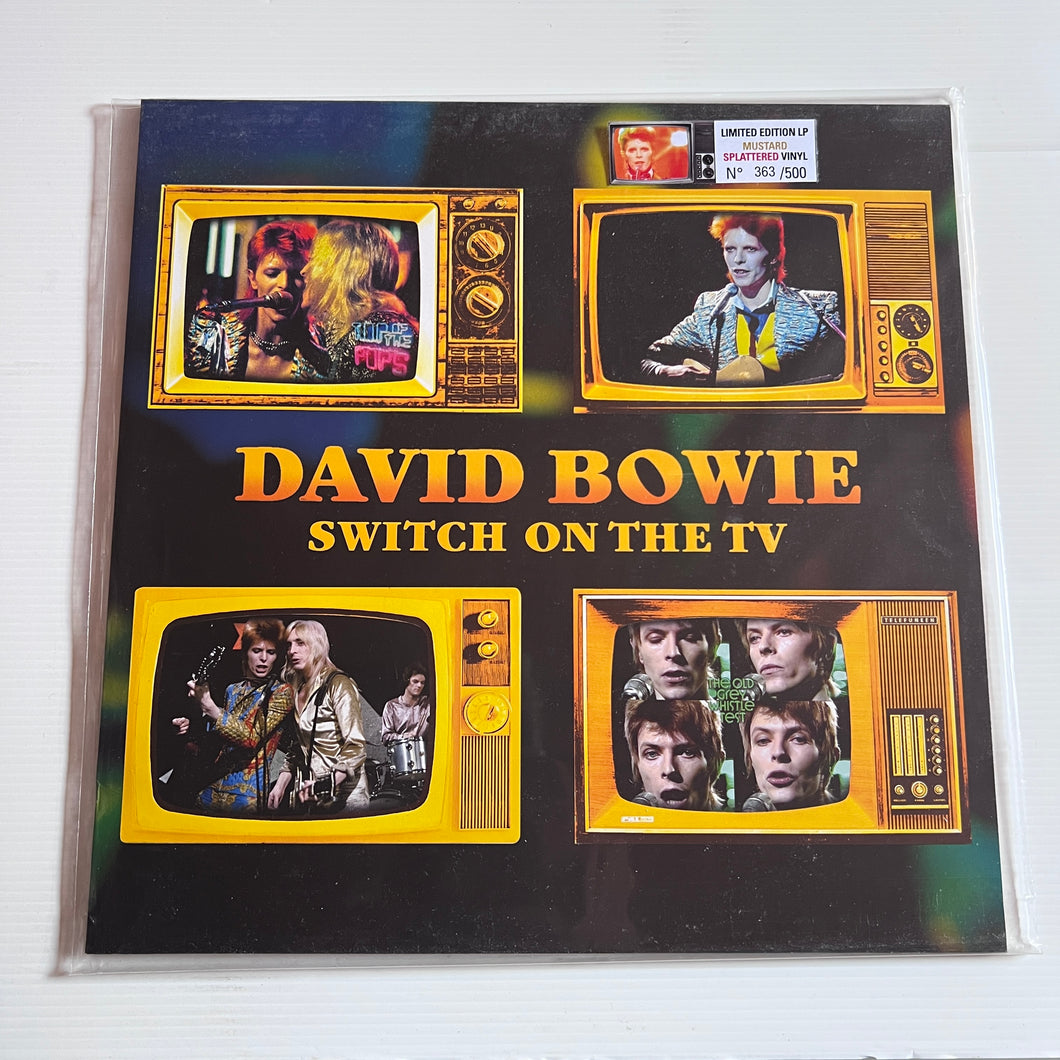 LIMITED EDITION LP
MUSTARD
SPLATTERED VINYL
N° 363 /500
TOP OF
THE
POPS
DAVID BOWIE
SWITCH ON THE TV
TELEFUNKEN
THE OLD
GREY
WHISTLE
TEST